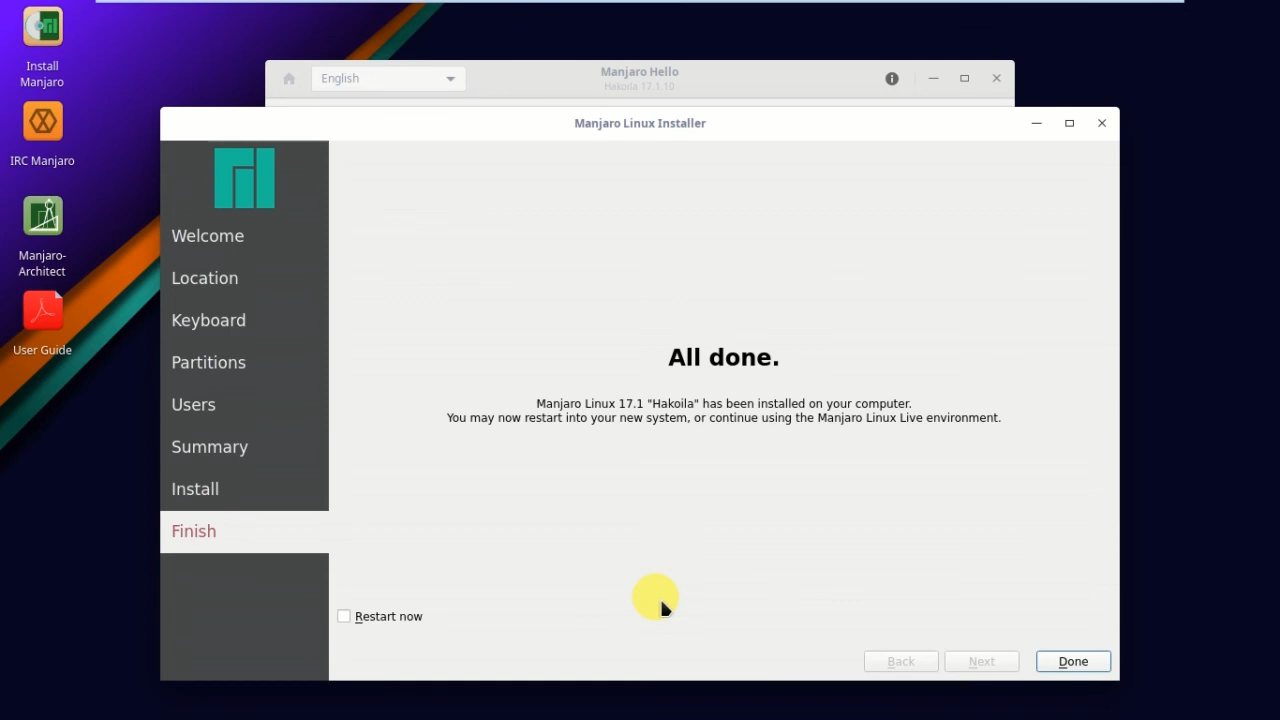 Install
Manjaro
IRC Manjaro
Manjaro-
Architect
User Guide
English
Manjaro Hello
Hakoila 17.1.10
Manjaro Linux Installer
Welcome
Location
Keyboard
Partitions
Users
Summary
Install
Finish
All done.
Manjaro Linux 17.1 "Hakoila" has been installed on your computer.
You may now restart into your new system, or continue using the Manjaro Linux Live environment.
Restart now
Back
Next
Done